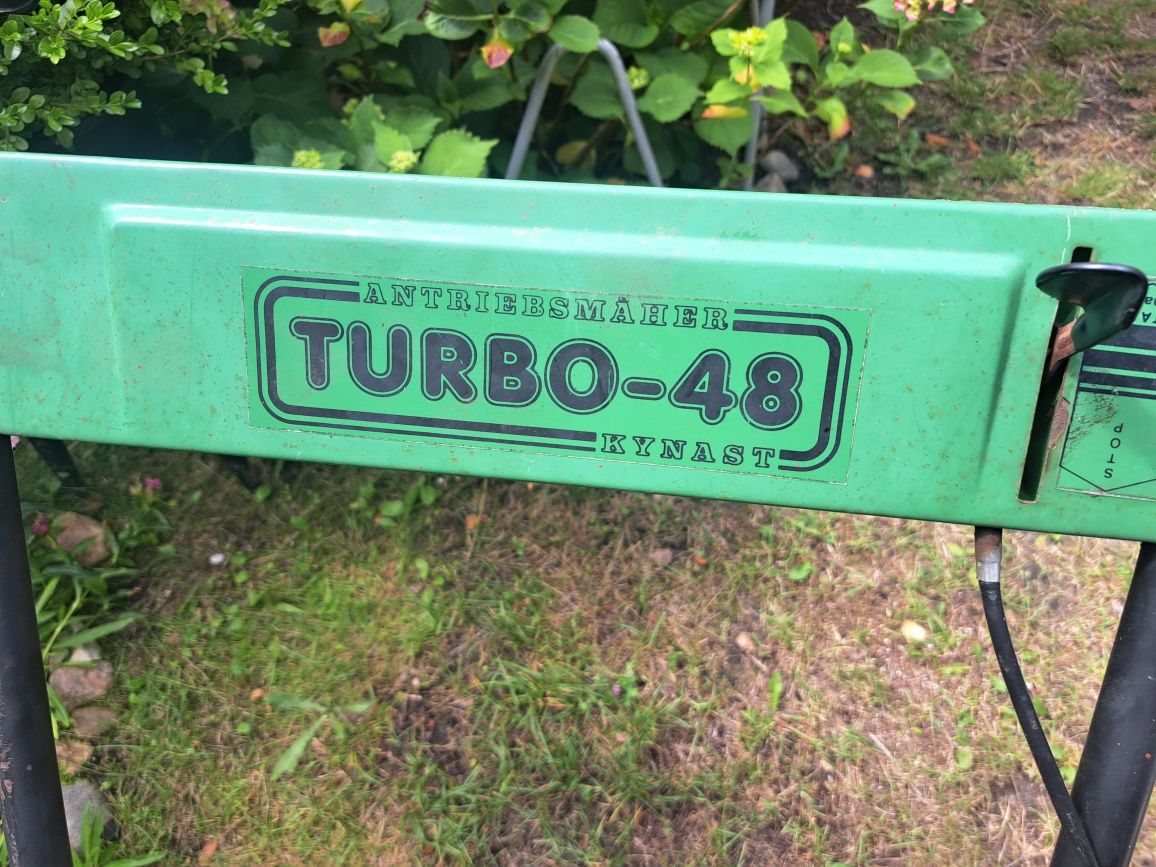 ANTRIEBSMÄHER
TURBO-48
KYNAST
STOP